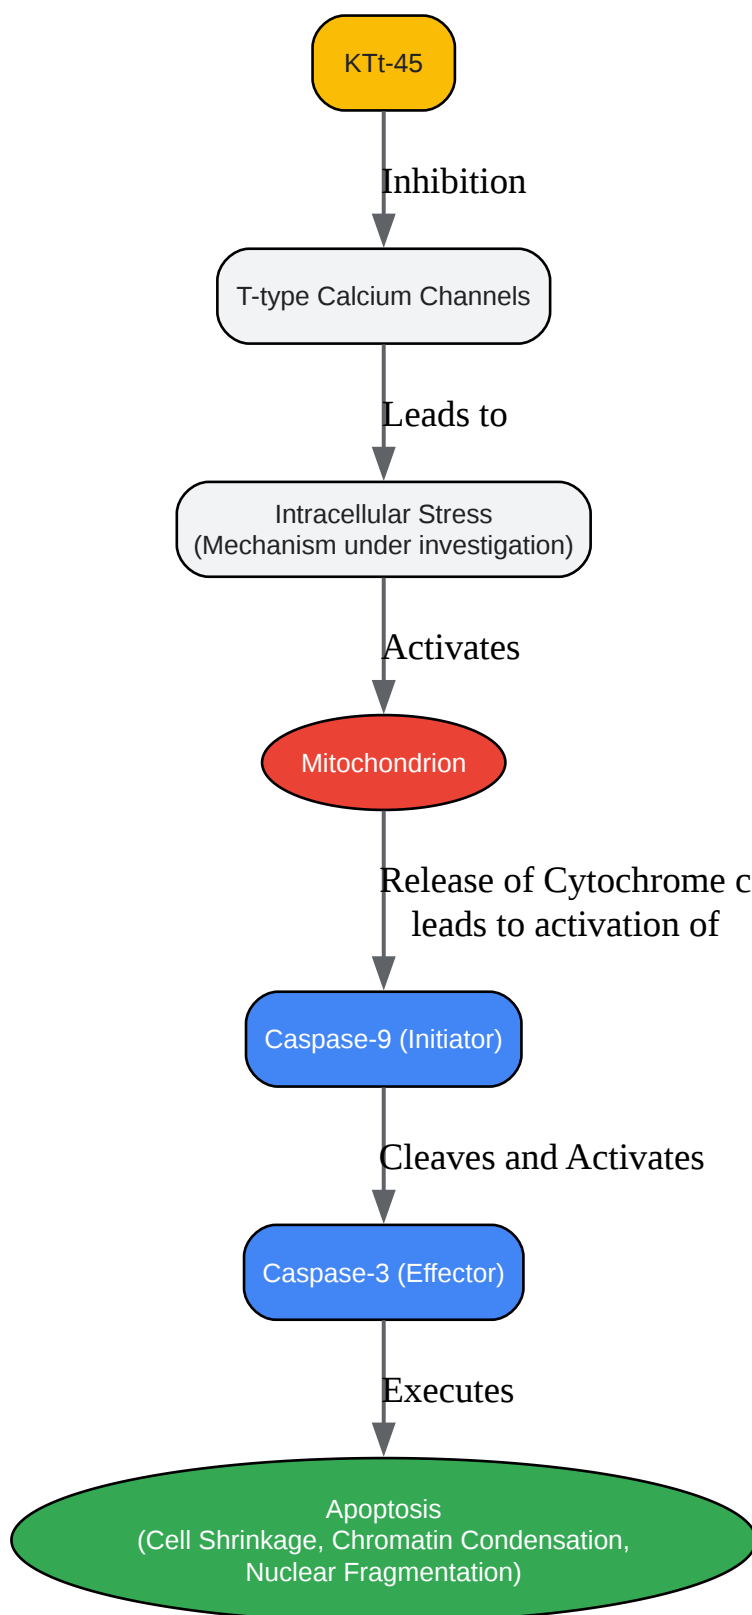 KTt-45
Inhibition
T-type Calcium Channels
Leads to
Intracellular Stress
(Mechanism under investigation)
Activates
Mitochondrion
Release of Cytochrome c
leads to activation of
Caspase-9 (Initiator)
Cleaves and Activates
Caspase-3 (Effector)
Executes
Apoptosis
(Cell Shrinkage, Chromatin Condensation,
Nuclear Fragmentation)